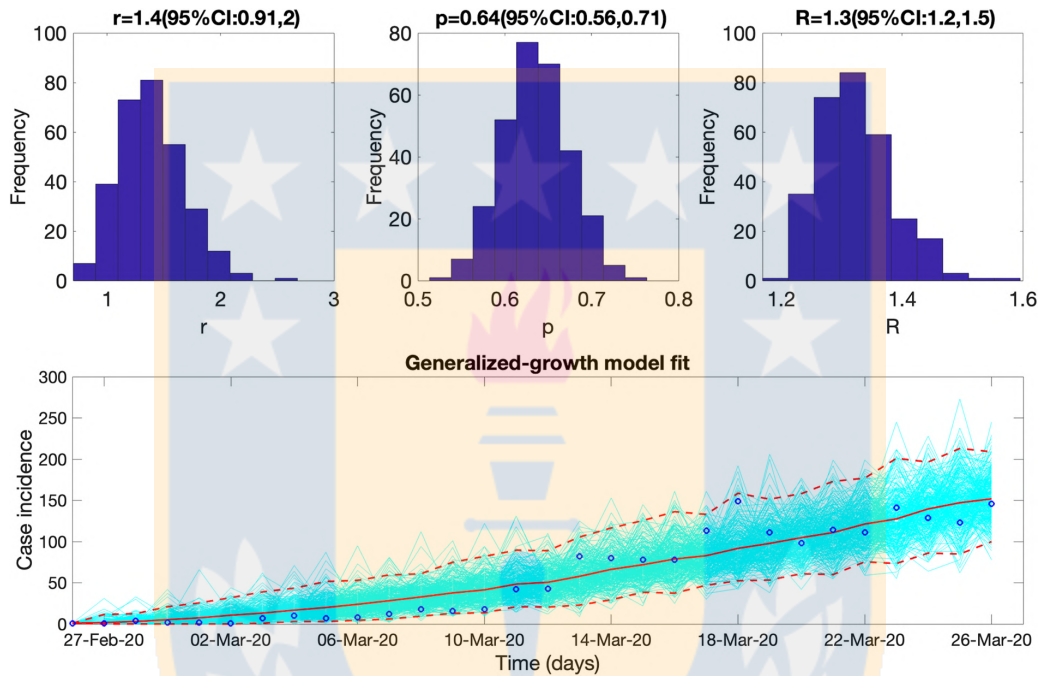 r=1.4(95%CI:0.91,2)
100
80
60
40
20
0
Frequency
1
2
3
r
p=0.64(95%CI:0.56,0.71)
80
60
40
20
0
Frequency
0.5
0.6
0.7
0.8
p
R=1.3(95%CI:1.2,1.5)
100
80
60
40
20
0
Frequency
1.2
1.4
1.6
R
Generalized-growth model fit
300
250
200
150
100
50
0
Case incidence
27-Feb-20
02-Mar-20
06-Mar-20
10-Mar-20
14-Mar-20
18-Mar-20
22-Mar-20
26-Mar-20
Time (days)